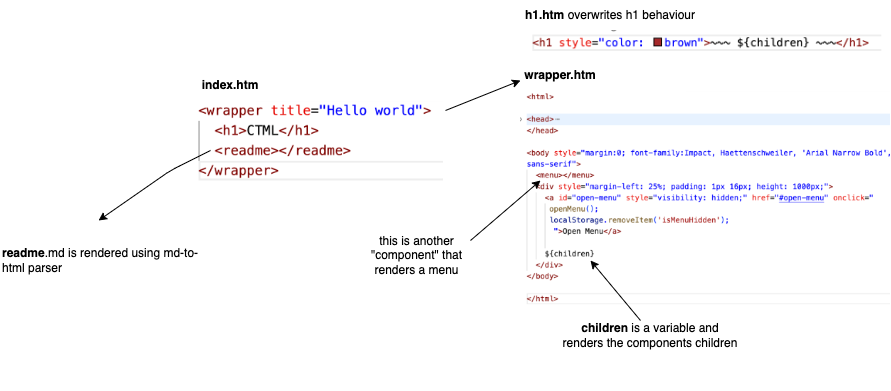 h1.htm overwrites h1 behaviour
<h1 style="color: brown">~~~ ${children} ~~~</h1>
index.htm
<wrapper title="Hello world">
<h1>CTML</h1>
<readme></readme>
</wrapper>
wrapper.htm
<html>
<head>⋯
</head>
<body style="margin:0; font-family:Impact, Haettenschweiler, 'Arial Narrow Bold',
sans-serif">
<menu></menu>
<div style="margin-left: 25%; padding: 1px 16px; height: 1000px;">
<a id="open-menu" style="visibility: hidden;" href="#open-menu" onclick="
openMenu();
localStorage.removeItem('isMenuHidden');
">Open Menu</a>
${children}
</div>
</body>
</html>
readme.md is rendered using md-to-
html parser
this is another
"component" that
renders a menu
children is a variable and
renders the components children